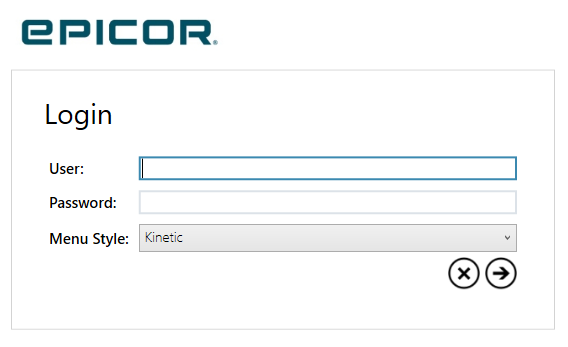 EPICOR®
Login
User:
Password:
Menu Style: Kinetic